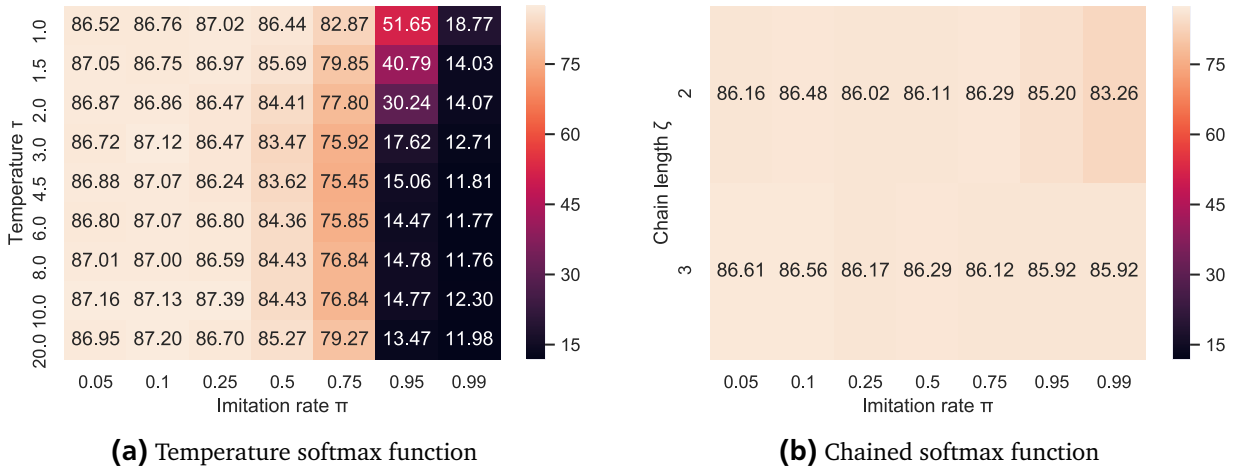 Temperature τ
1.0 86.52 86.76 87.02 86.44 82.87 51.65 18.77
1.5 87.05 86.75 86.97 85.69 79.85 40.79 14.03
2.0 86.87 86.86 86.47 84.41 77.80 30.24 14.07
3.0 86.72 87.12 86.47 83.47 75.92 17.62 12.71
4.5 86.88 87.07 86.24 83.62 75.45 15.06 11.81
6.0 86.80 87.07 86.80 84.36 75.85 14.47 11.77
8.0 87.01 87.00 86.59 84.43 76.84 14.78 11.76
10.0 87.16 87.13 87.39 84.43 76.84 14.77 12.30
20.0 86.95 87.20 86.70 85.27 79.27 13.47 11.98
0.05 0.1 0.25 0.5 0.75 0.95 0.99
Imitation rate π
75
60
45
30
15
(a) Temperature softmax function
Chain length ζ
2 86.16 86.48 86.02 86.11 86.29 85.20 83.26
3 86.61 86.56 86.17 86.29 86.12 85.92 85.92
0.05 0.1 0.25 0.5 0.75 0.95 0.99
Imitation rate π
75
60
45
30
15
(b) Chained softmax function